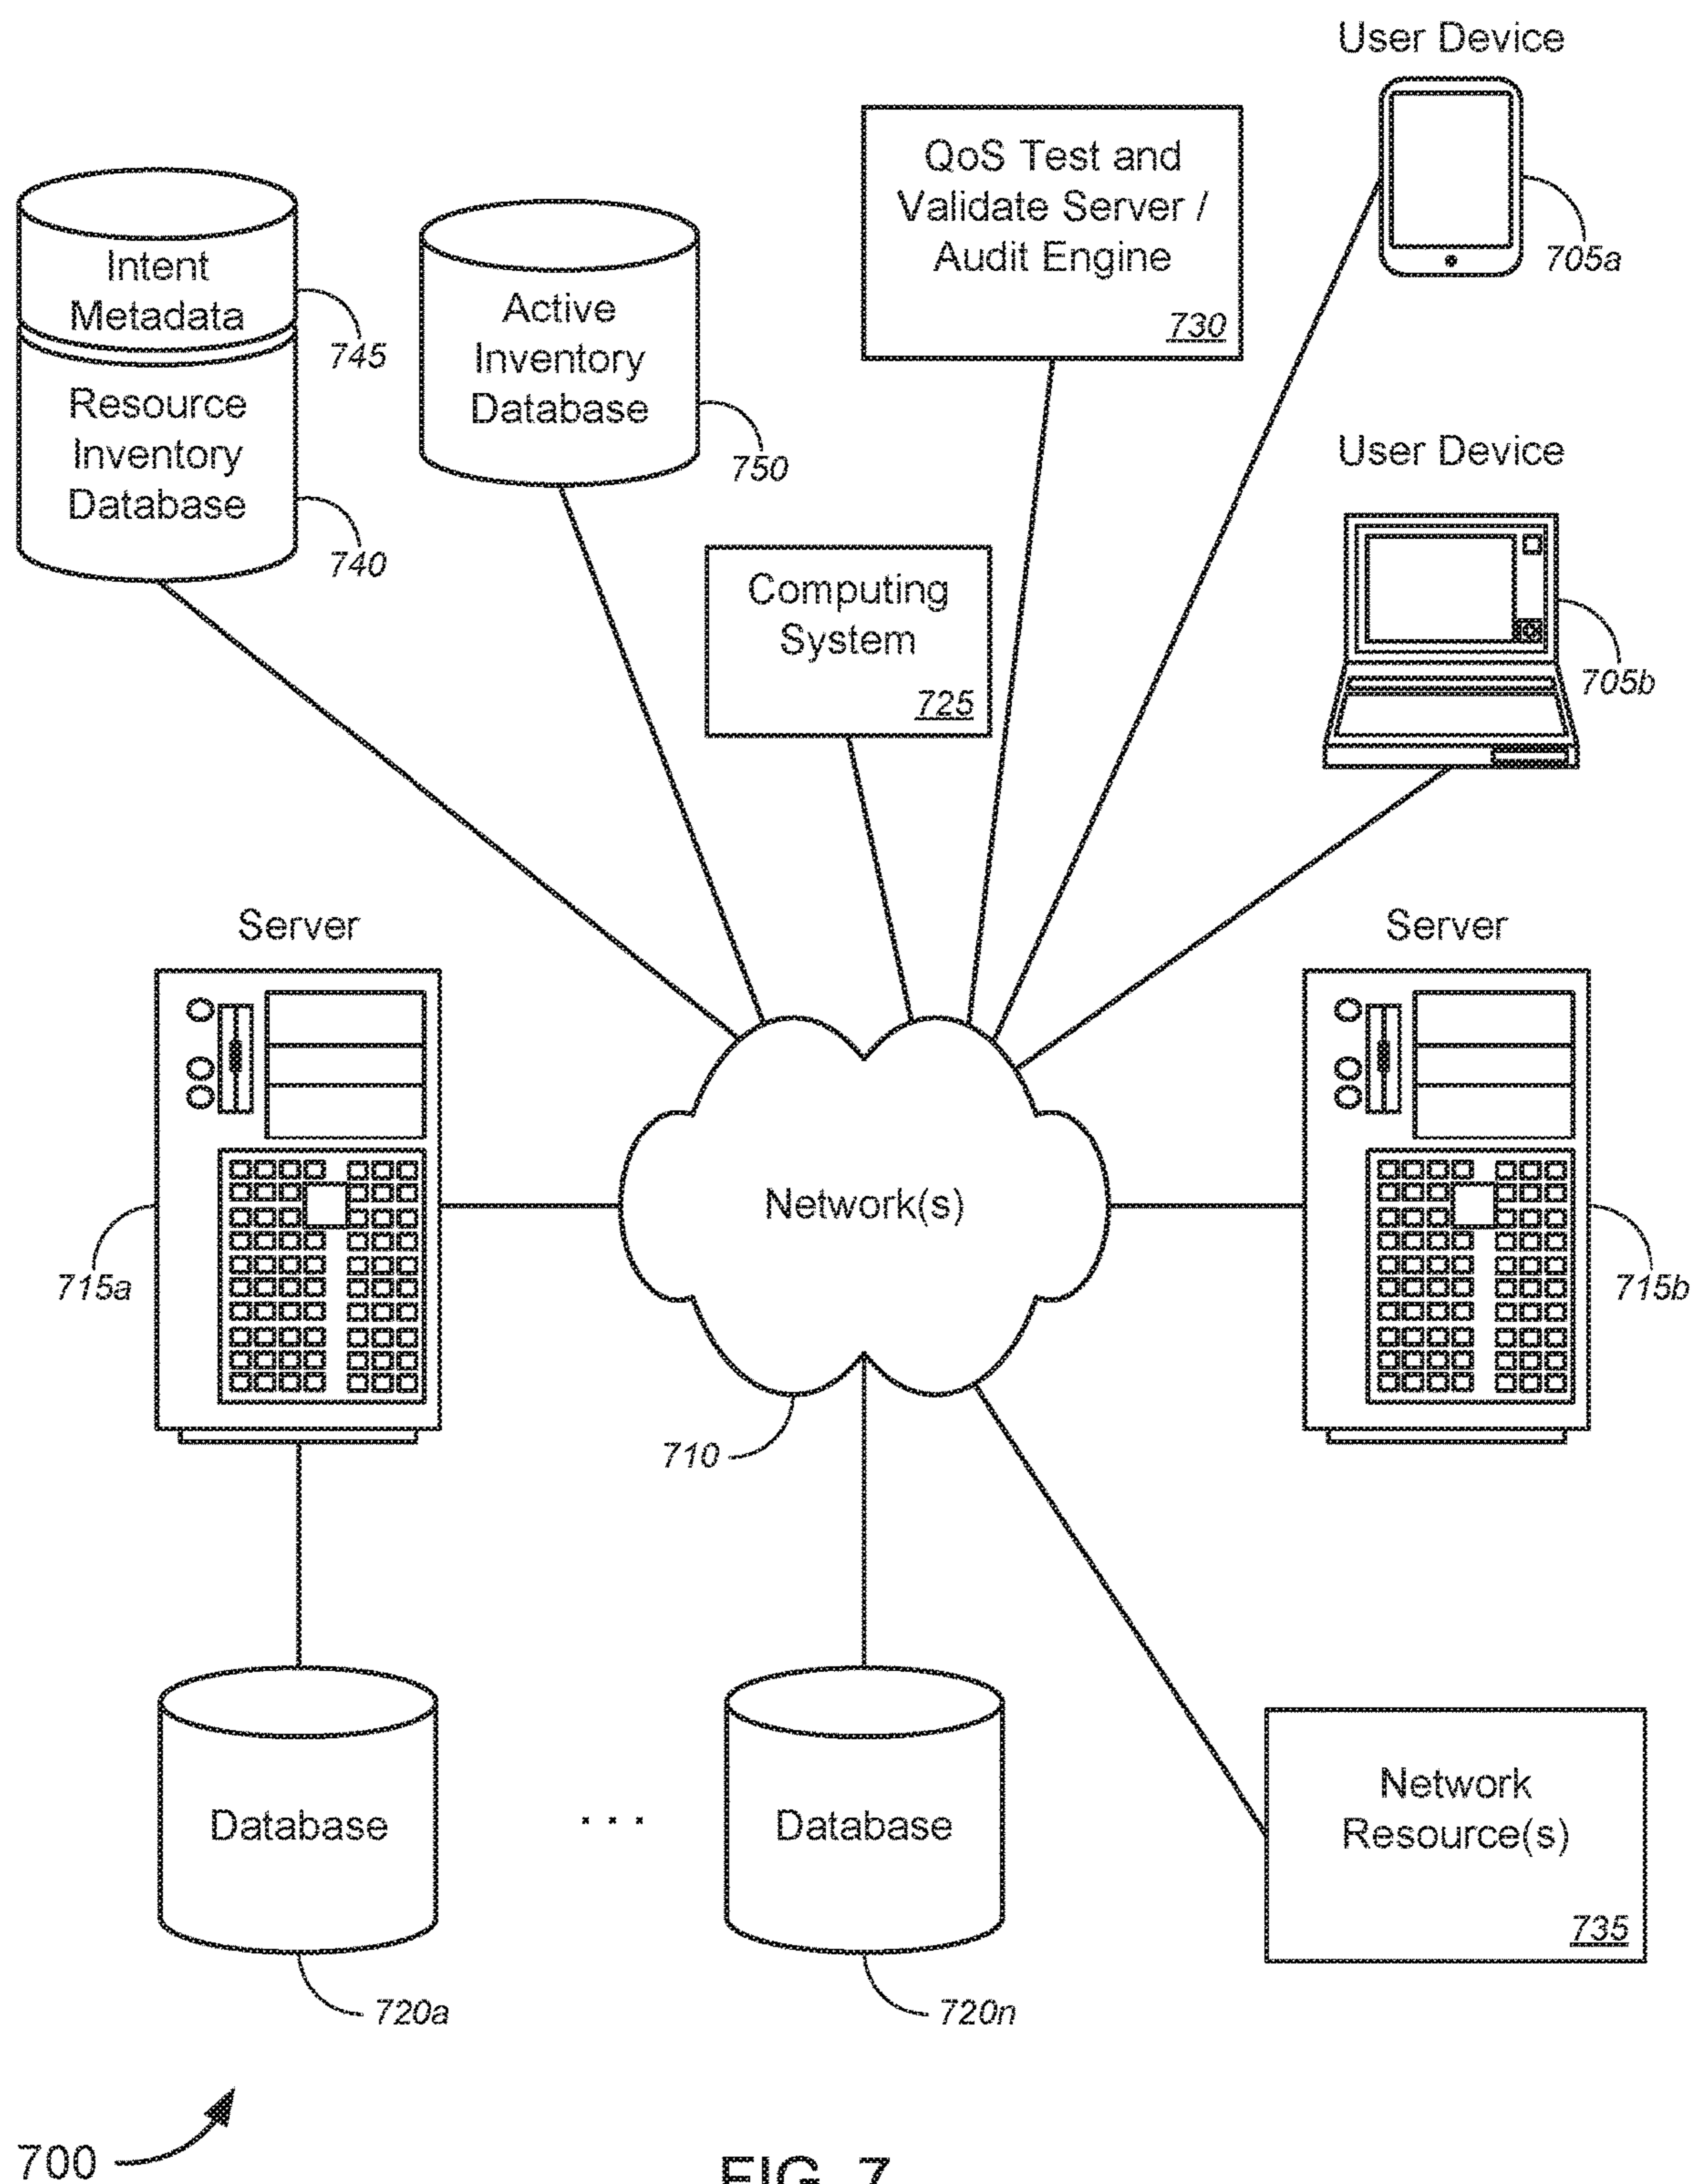 User Device
705a
QoS Test and
Validate Server /
Audit Engine
730
Intent
Metadata
745
Resource
Inventory
Database
740
Active
Inventory
Database
750
User Device
705b
Computing
System
725
Server
715a
Server
715b
Network(s)
710
Database
720a
. . .
Database
720n
Network
Resource(s)
735
700
FIG. 7